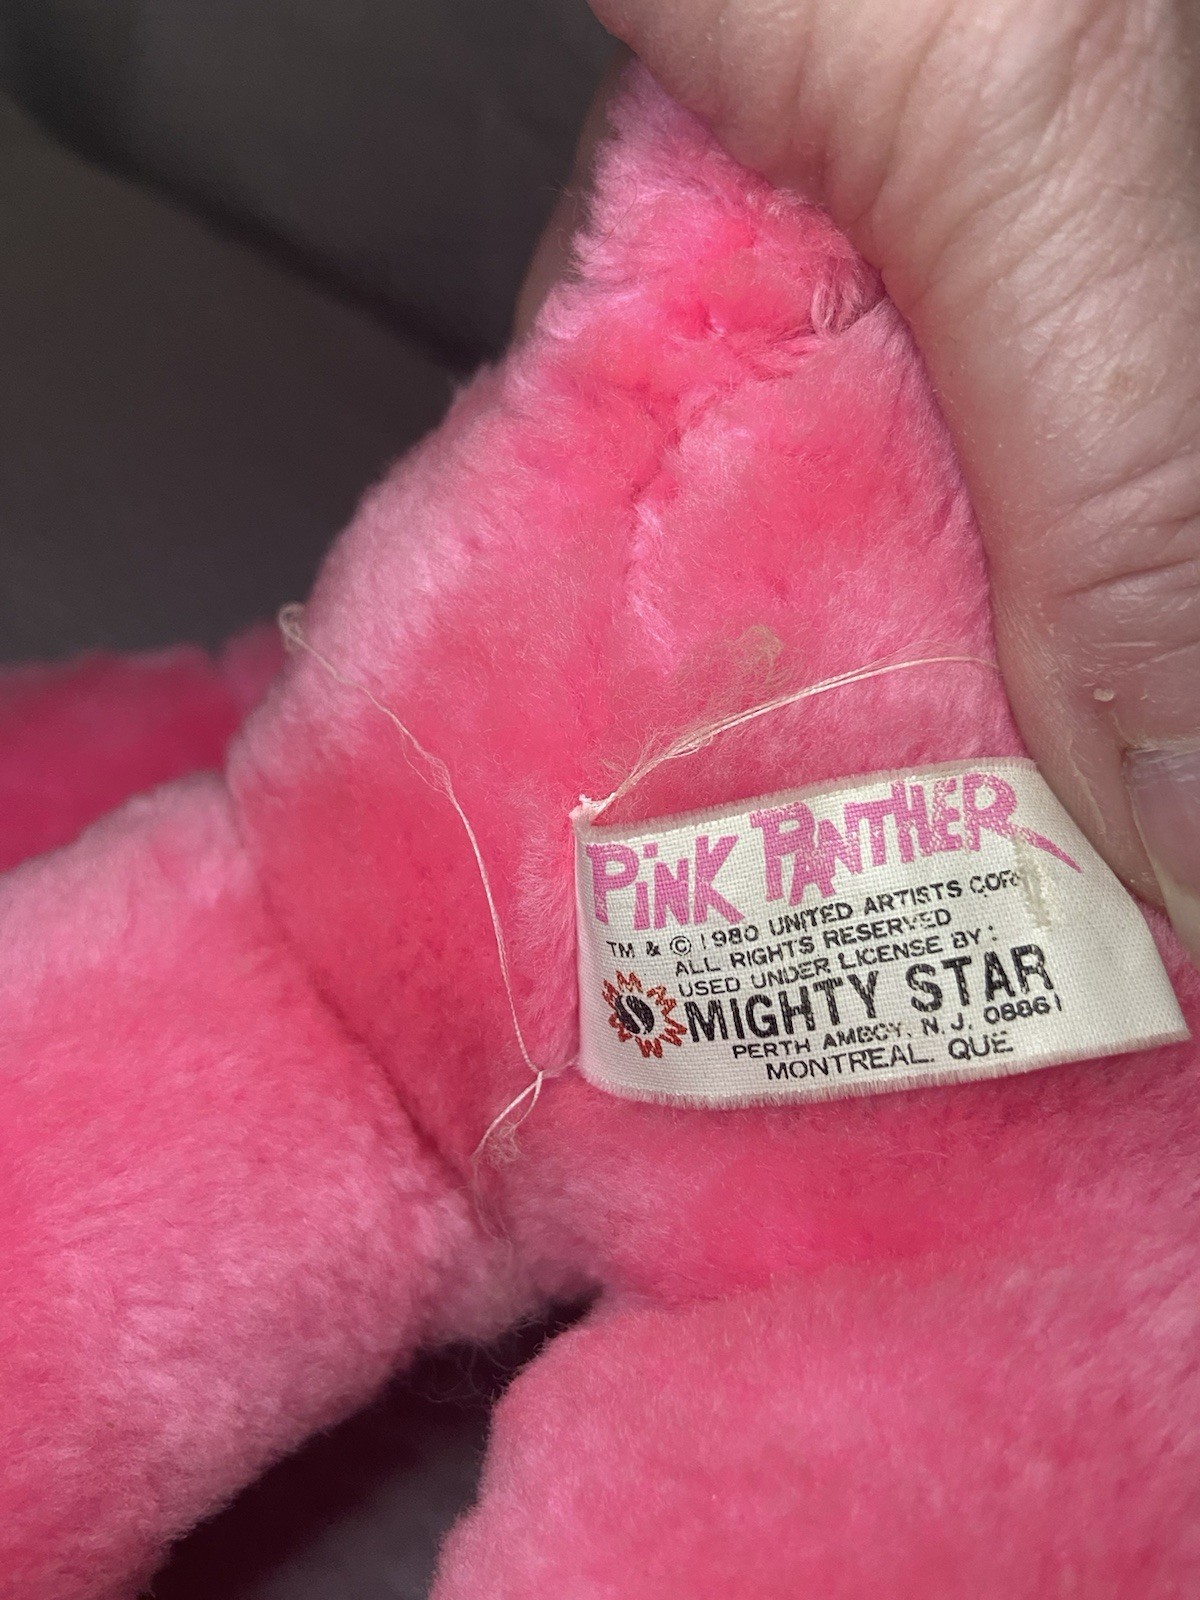 PINK PANTHER
TM & © 1980 UNITED ARTISTS COR
ALL RIGHTS RESERVED
USED UNDER LICENSE BY:
MIGHTY STAR
PERTH AMBOY, N.J. 08861
MONTREAL. QUE